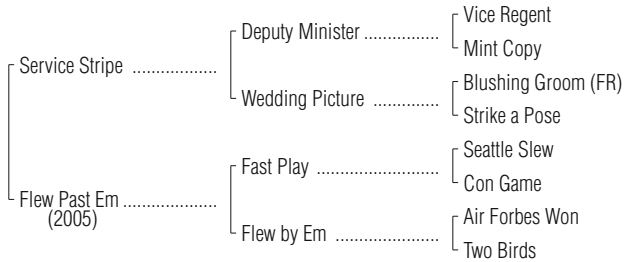 Vice Regent
Deputy Minister ..................
Mint Copy
Service Stripe ..................
Blushing Groom (FR)
Wedding Picture ................
Strike a Pose
Seattle Slew
Fast Play ..............................
Con Game
Flew Past Em ....................
(2005)
Air Forbes Won
Flew by Em .........................
Two Birds